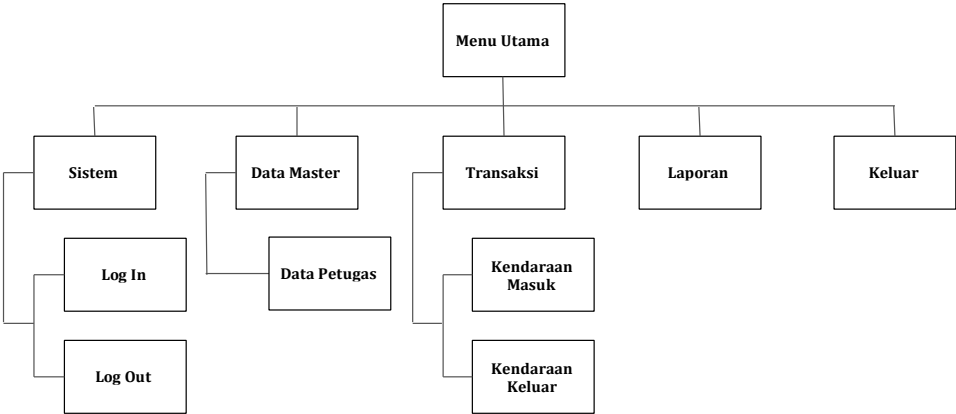 Menu Utama
Sistem
Data Master
Transaksi
Laporan
Keluar
Log In
Data Petugas
Kendaraan
Masuk
Log Out
Kendaraan
Keluar